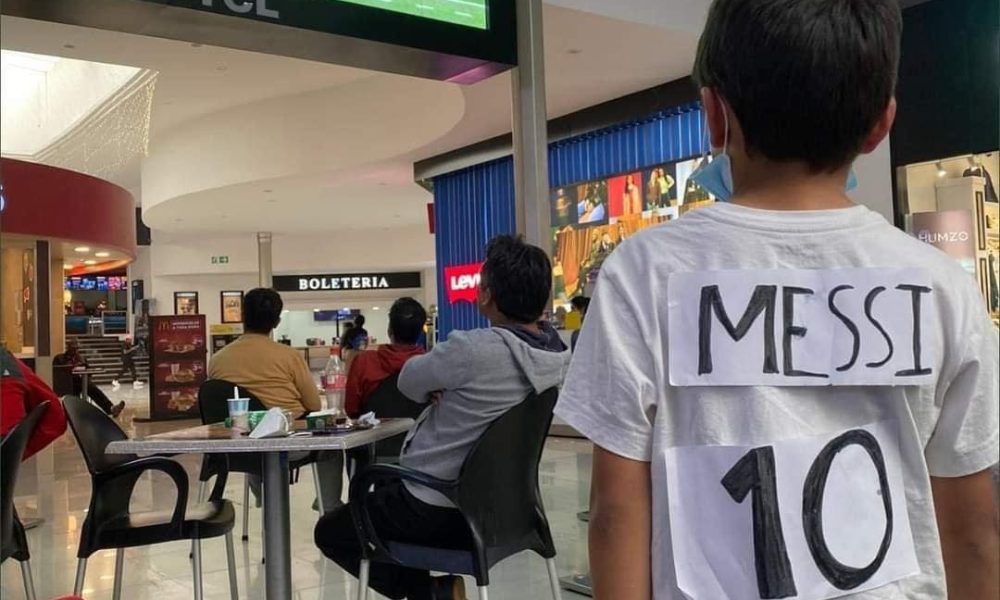 TCL
BOLETERIA
Levi's
HUMZO
MESSI
10